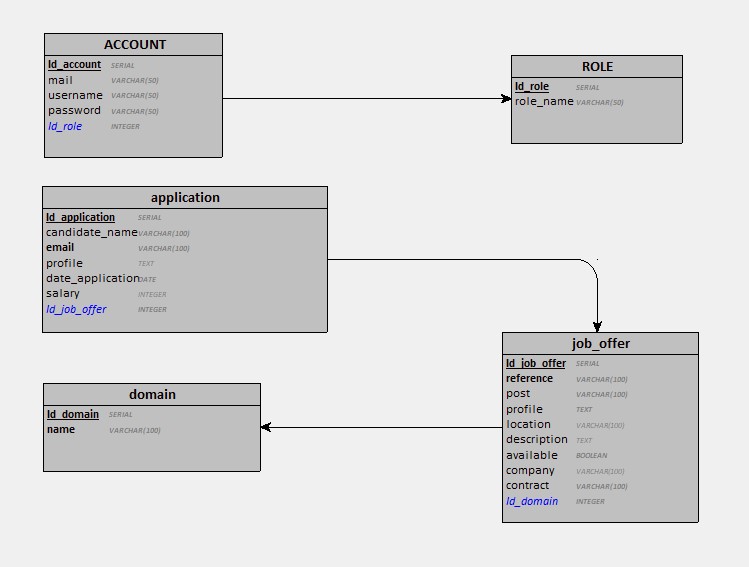 ACCOUNT
Id_account SERIAL
mail VARCHAR(50)
username VARCHAR(50)
password VARCHAR(50)
Id_role INTEGER
ROLE
Id_role SERIAL
role_name VARCHAR(50)
application
Id_application SERIAL
candidate_name VARCHAR(100)
email VARCHAR(100)
profile TEXT
date_application DATE
salary INTEGER
Id_job_offer INTEGER
job_offer
Id_job_offer SERIAL
reference VARCHAR(100)
post VARCHAR(100)
profile TEXT
location VARCHAR(100)
description TEXT
available BOOLEAN
company VARCHAR(100)
contract VARCHAR(100)
Id_domain INTEGER
domain
Id_domain SERIAL
name VARCHAR(100)